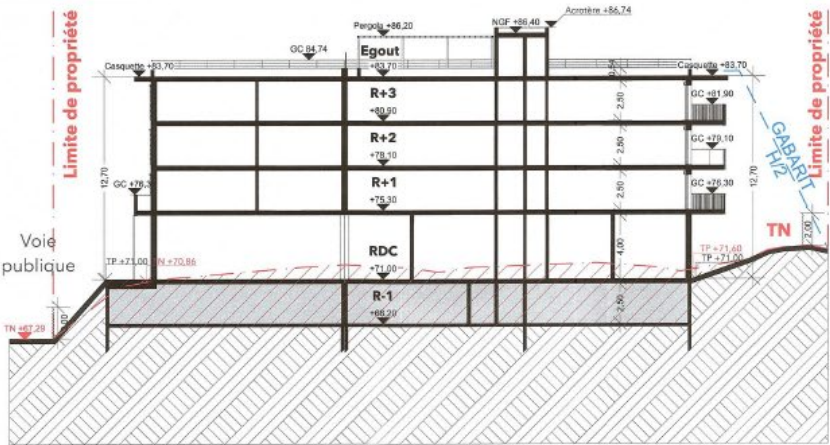 Acrotère +86,74
NGF +86,40
Pergola +86,20
GC 84,74
Egout
+83,70
Casquette +83,70
Casquette +83,70
Limite de propriété
Limite de propriété
0,54
R+3
+80,90
2,50
GC +81,90
GABARIT
H/2
R+2
+78,10
2,50
GC +79,10
12,70
12,70
R+1
+75,30
2,50
GC +76,30
GC +76,3
TN
2,00
Voie
publique
RDC
+71,00
4,00
TP +71,00
N +70,86
TP +71,60
TP +71,00
R-1
+68,20
2,50
TN +67,29